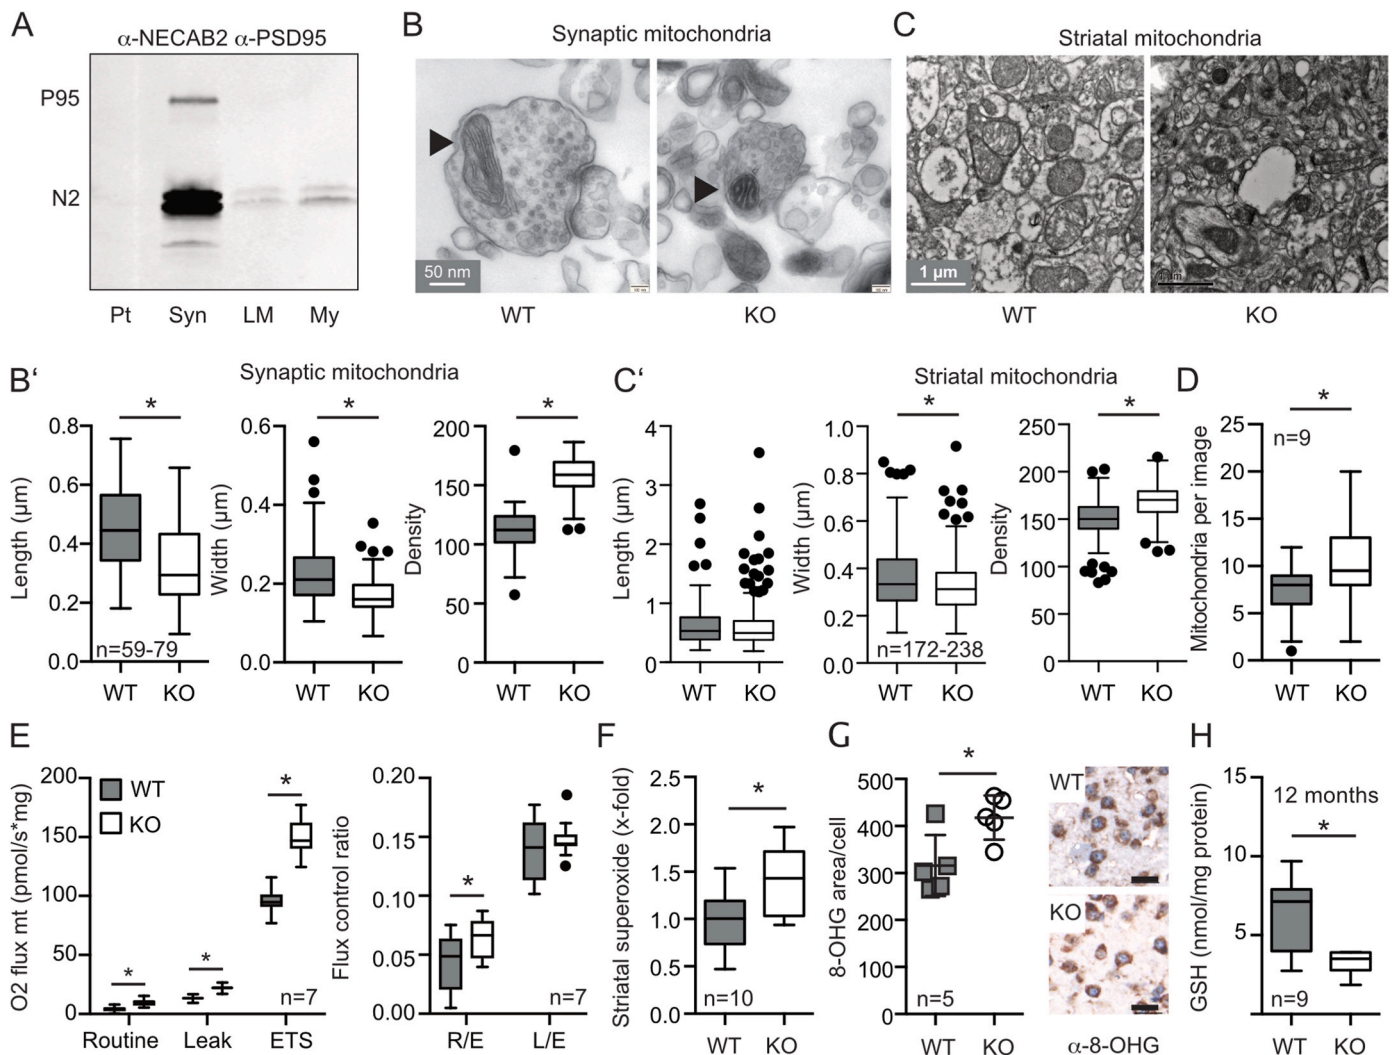 A
α-NECAB2 α-PSD95
P95
N2
Pt Syn LM My
B
Synaptic mitochondria
50 nm
WT KO
C
Striatal mitochondria
1 µm
WT KO
B'
Synaptic mitochondria
Length (µm)
0.8
0.6
0.4
0.2
0.0
n=59-79
WT KO
Width (µm)
0.6
0.4
0.2
0.0
WT KO
Density
200
150
100
50
0
WT KO
*
*
*
C'
Striatal mitochondria
Length (µm)
4
3
2
1
0
WT KO
Width (µm)
1.0
0.8
0.6
0.4
0.2
0.0
n=172-238
WT KO
Density
250
200
150
100
50
0
WT KO
*
*
D
Mitochondria per image
25
20
15
10
5
0
n=9
*
WT KO
E
O2 flux mt (pmol/s*mg)
200
150
100
50
0
WT
KO
*
*
*
n=7
Routine Leak ETS
Flux control ratio
0.20
0.15
0.10
0.05
0.00
*
n=7
R/E L/E
F
Striatal superoxide (x-fold)
2.5
2.0
1.5
1.0
0.5
0.0
*
n=10
WT KO
G
8-OHG area/cell
500
400
300
200
100
0
*
n=5
WT KO
WT
KO
α-8-OHG
H
GSH (nmol/mg protein)
15
10
5
12 months
*
n=9
WT KO